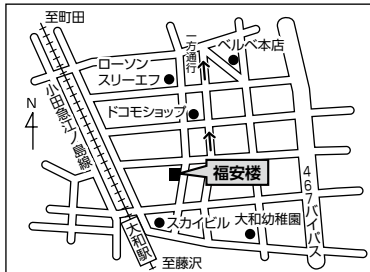 至町田
一方通行
ベルベ本店
ローソン
スリーエフ
ドコモショップ
N
小田急江ノ島線
福安楼
467バイパス
スカイビル
大和幼稚園
大和駅
至藤沢